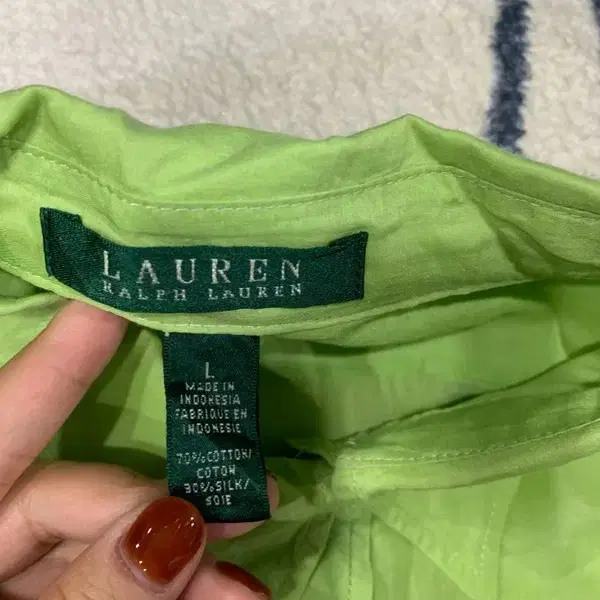 LAUREN
RALPH LAUREN
L
MADE IN
INDONESIA
FABRIQUE EN
INDONESIE
70%COTTON/
COTON
30%SILK/
SOIE